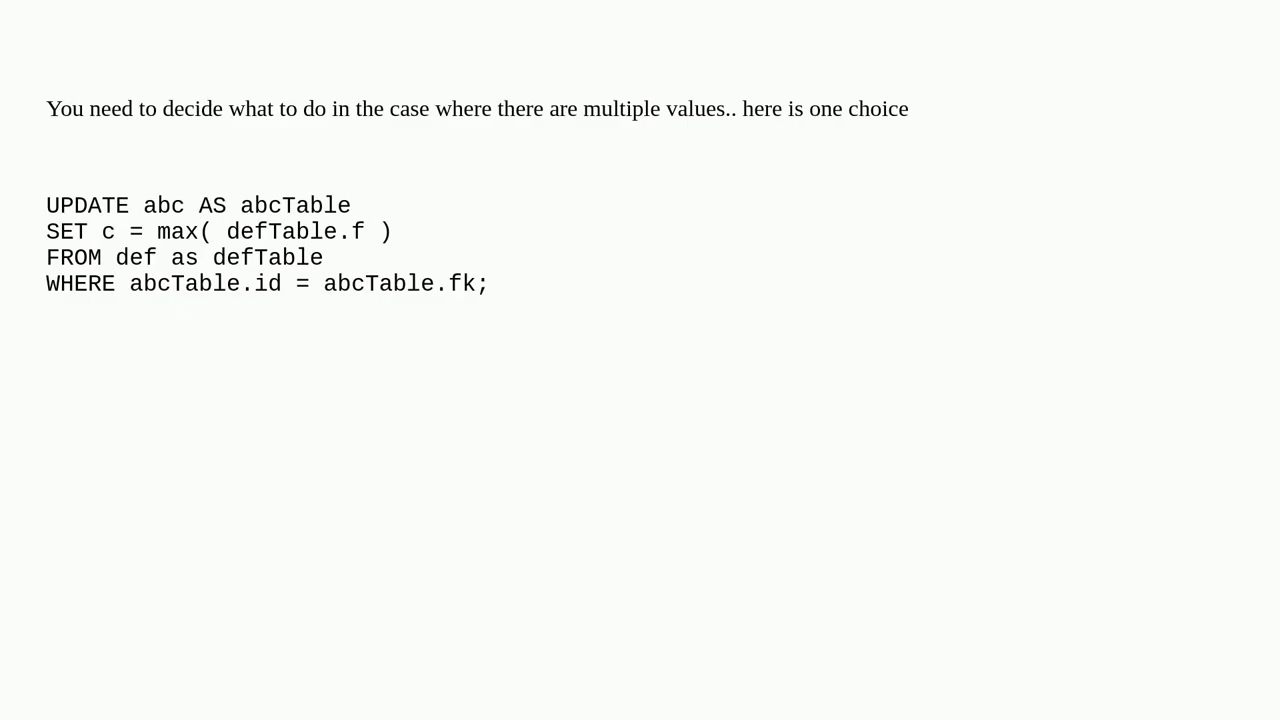 You need to decide what to do in the case where there are multiple values.. here is one choice
UPDATE abc AS abcTable
SET c = max( defTable.f )
FROM def as defTable
WHERE abcTable.id = abcTable.fk;